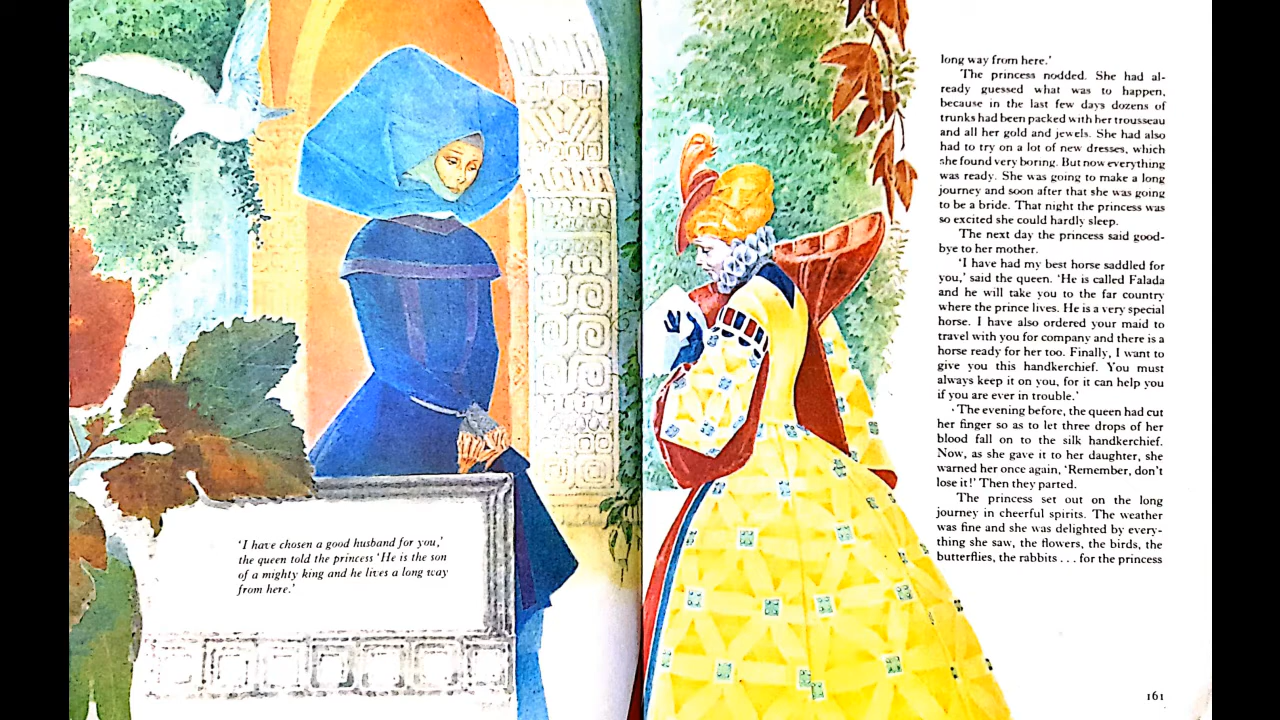 'I have chosen a good husband for you,'
the queen told the princess 'He is the son
of a mighty king and he lives a long way
from here.'
long way from here.'
The princess nodded. She had al-
ready guessed what was to happen,
because in the last few days dozens of
trunks had been packed with her trousseau
and all her gold and jewels. She had also
had to try on a lot of new dresses, which
she found very boring. But now everything
was ready. She was going to make a long
journey and soon after that she was going
to be a bride. That night the princess was
so excited she could hardly sleep.
The next day the princess said good-
bye to her mother.
'I have had my best horse saddled for
you,' said the queen. 'He is called Falada
and he will take you to the far country
where the prince lives. He is a very special
horse. I have also ordered your maid to
travel with you for company and there is a
horse ready for her too. Finally, I want to
give you this handkerchief. You must
always keep it on you, for it can help you
if you are ever in trouble.'
The evening before, the queen had cut
her finger so as to let three drops of her
blood fall on to the silk handkerchief.
Now, as she gave it to her daughter, she
warned her once again, 'Remember, don't
lose it!' Then they parted.
The princess set out on the long
journey in cheerful spirits. The weather
was fine and she was delighted by every-
thing she saw, the flowers, the birds, the
butterflies, the rabbits . . . for the princess
161